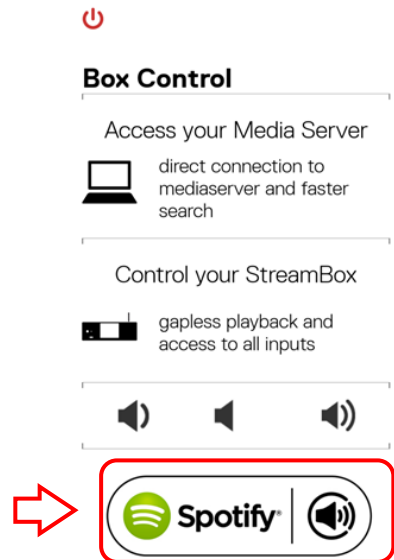 Box Control
Access your Media Server
direct connection to
mediaserver and faster
search
Control your StreamBox
gapless playback and
access to all inputs
Spotify®